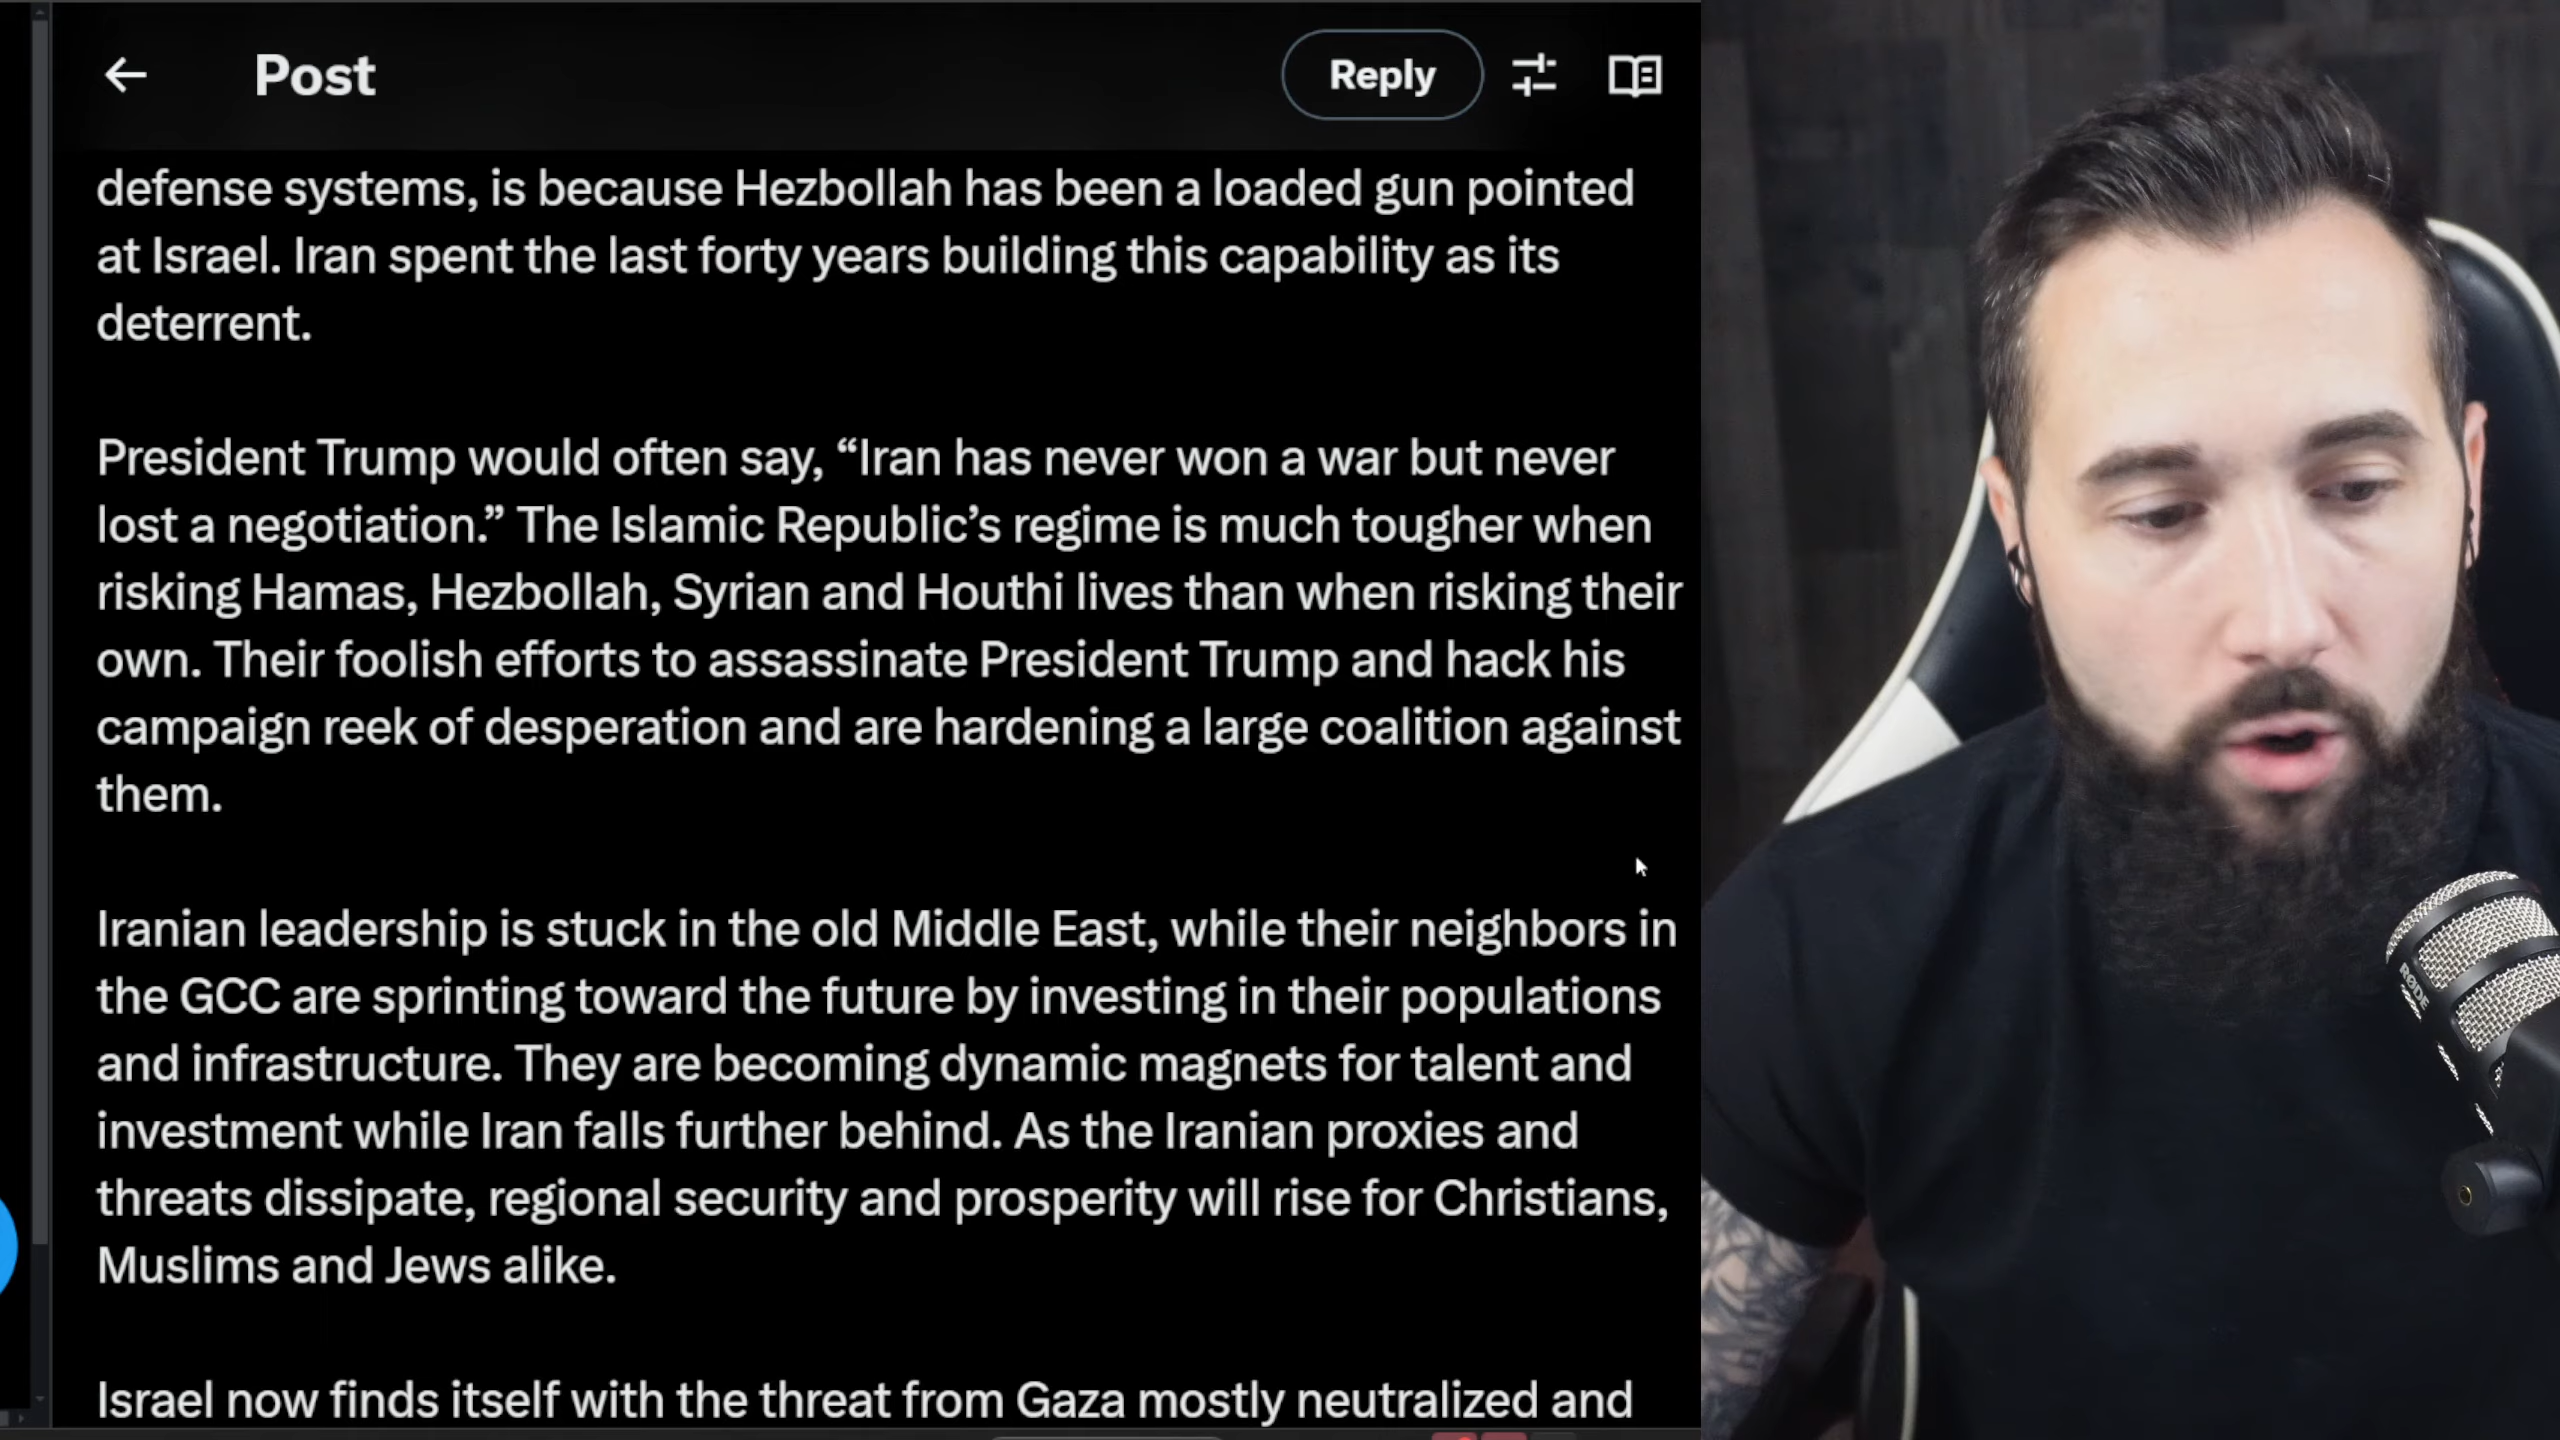 Post
Reply
defense systems, is because Hezbollah has been a loaded gun pointed
at Israel. Iran spent the last forty years building this capability as its
deterrent.
President Trump would often say, “Iran has never won a war but never
lost a negotiation.” The Islamic Republic’s regime is much tougher when
risking Hamas, Hezbollah, Syrian and Houthi lives than when risking their
own. Their foolish efforts to assassinate President Trump and hack his
campaign reek of desperation and are hardening a large coalition against
them.
Iranian leadership is stuck in the old Middle East, while their neighbors in
the GCC are sprinting toward the future by investing in their populations
and infrastructure. They are becoming dynamic magnets for talent and
investment while Iran falls further behind. As the Iranian proxies and
threats dissipate, regional security and prosperity will rise for Christians,
Muslims and Jews alike.
Israel now finds itself with the threat from Gaza mostly neutralized and
RØDE